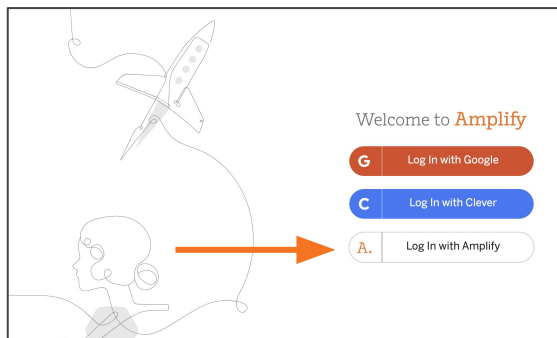 Welcome to Amplify
G Log In with Google
C Log In with Clever
A. Log In with Amplify